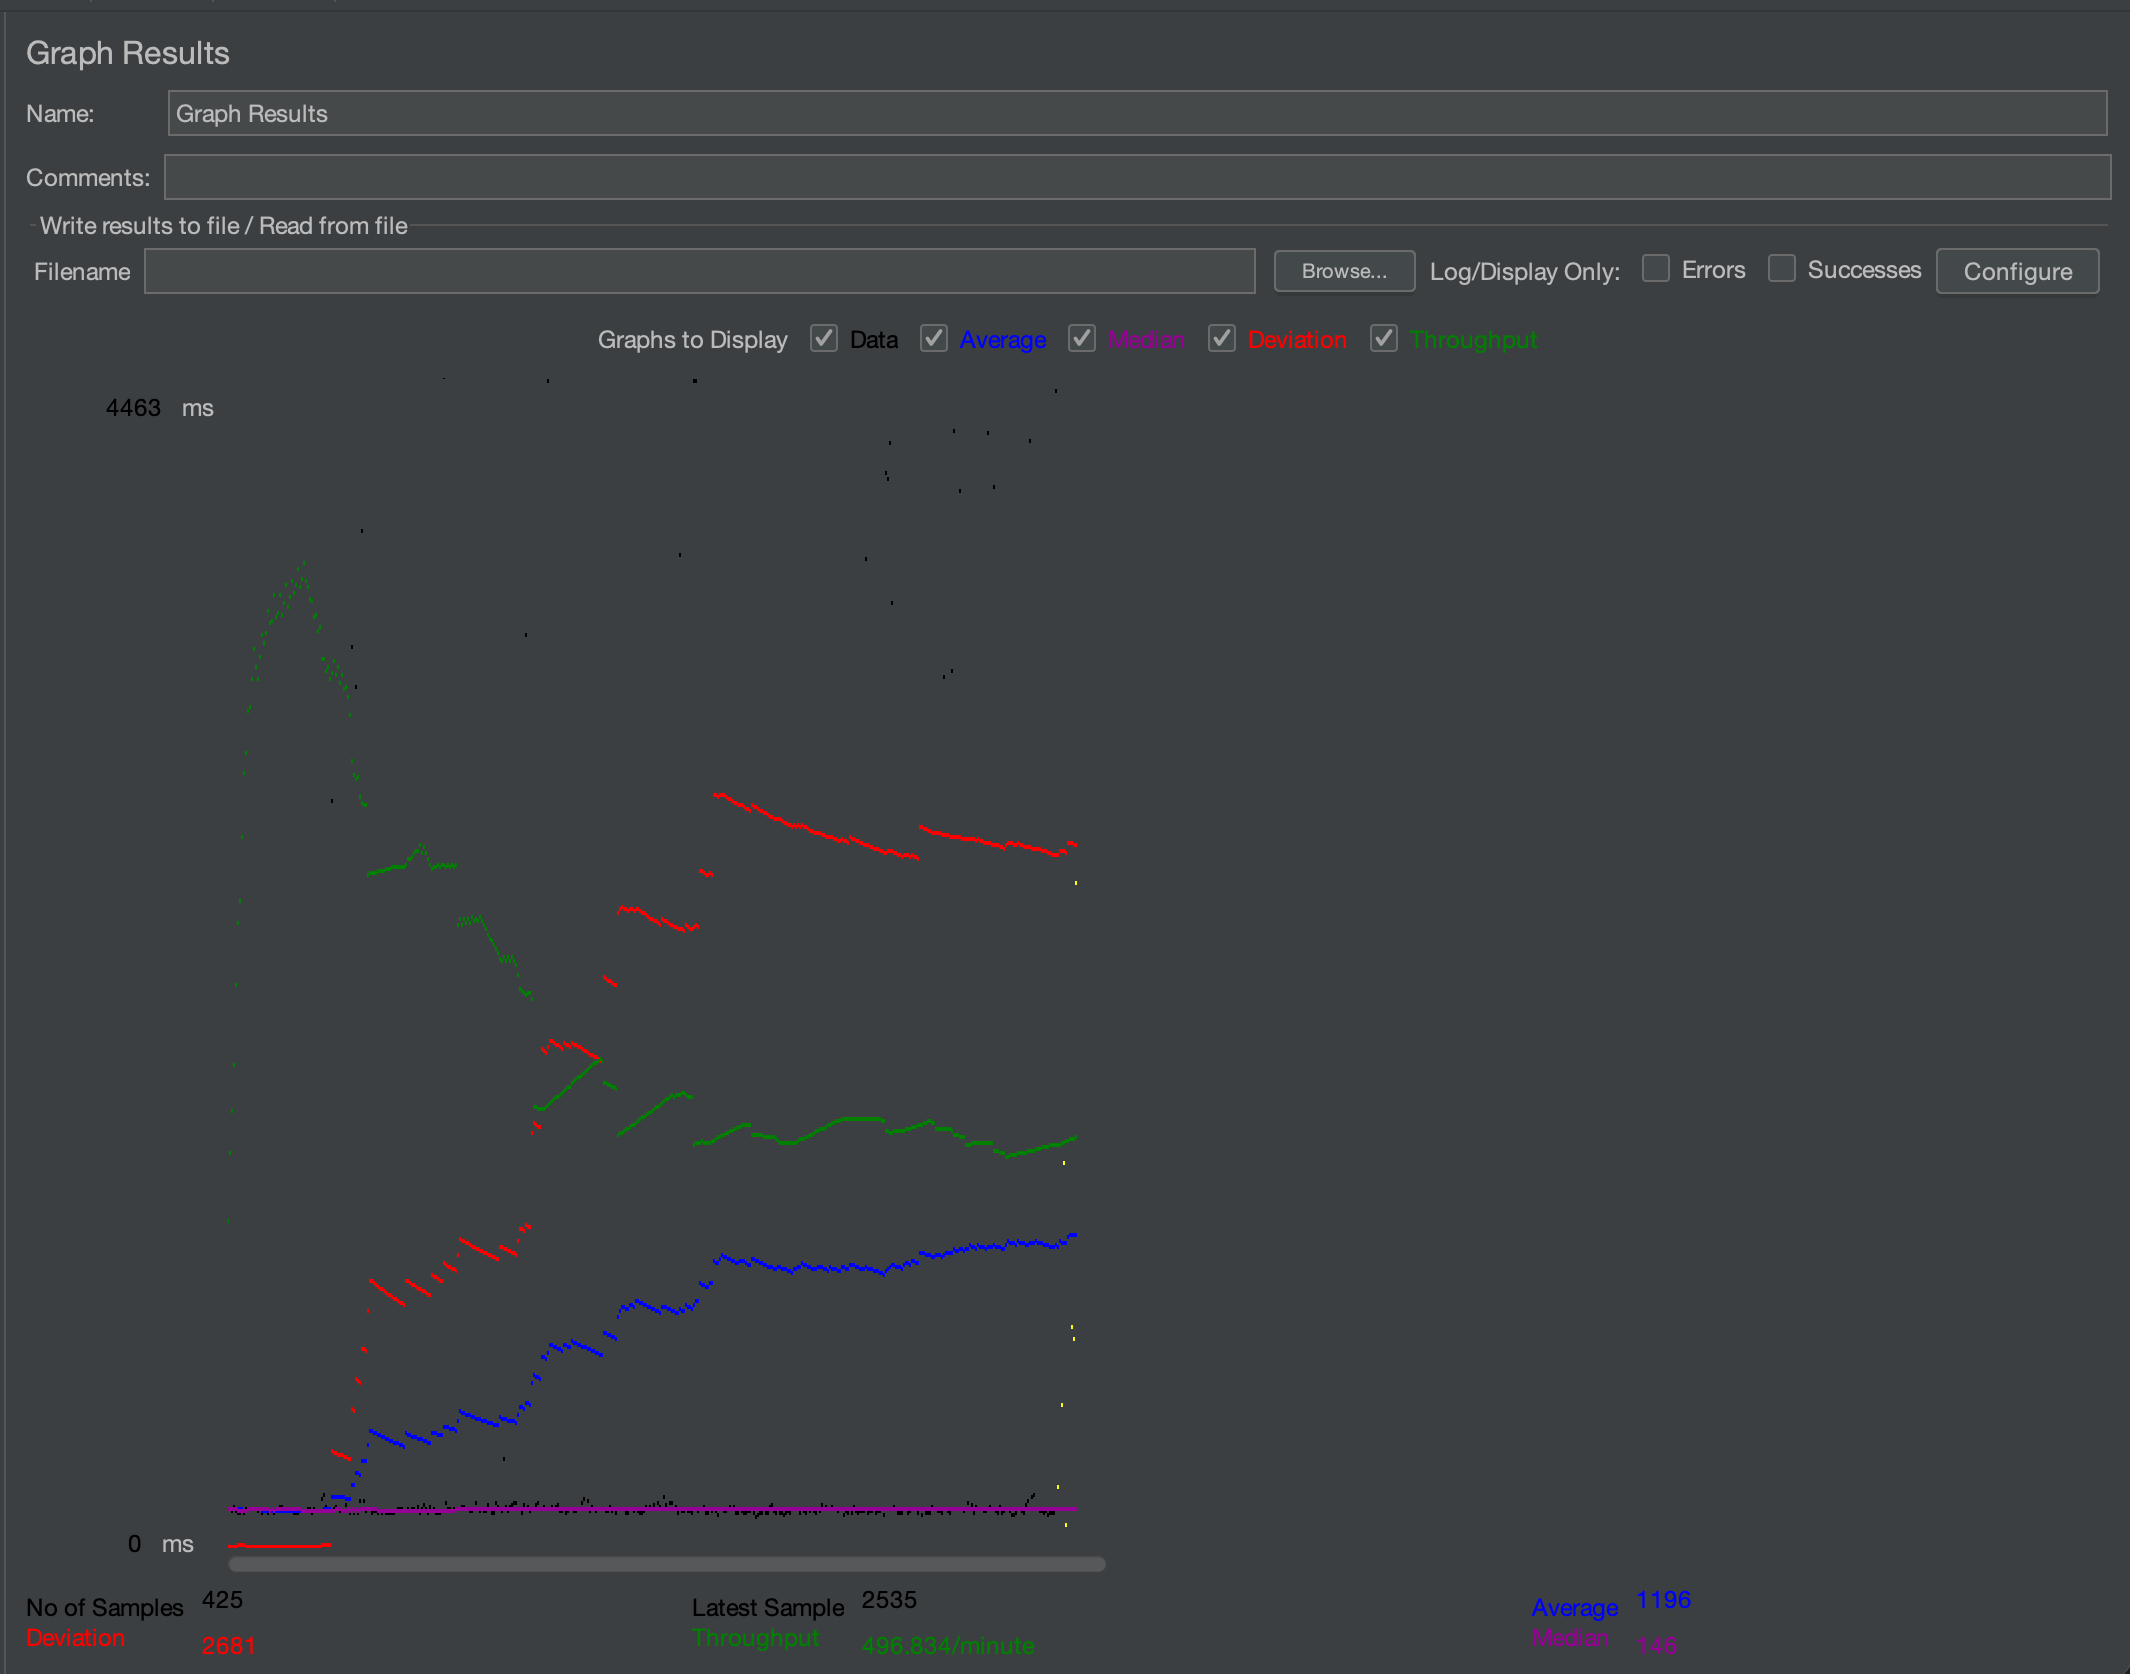 Graph Results
Name: Graph Results
Comments:
Write results to file / Read from file
Filename Browse... Log/Display Only: Errors Successes Configure
Graphs to Display Data Average Median Deviation Throughput
4463 ms
0 ms
No of Samples 425 Latest Sample 2535 Average 1196
Deviation 2681 Throughput 496.834/minute Median 146